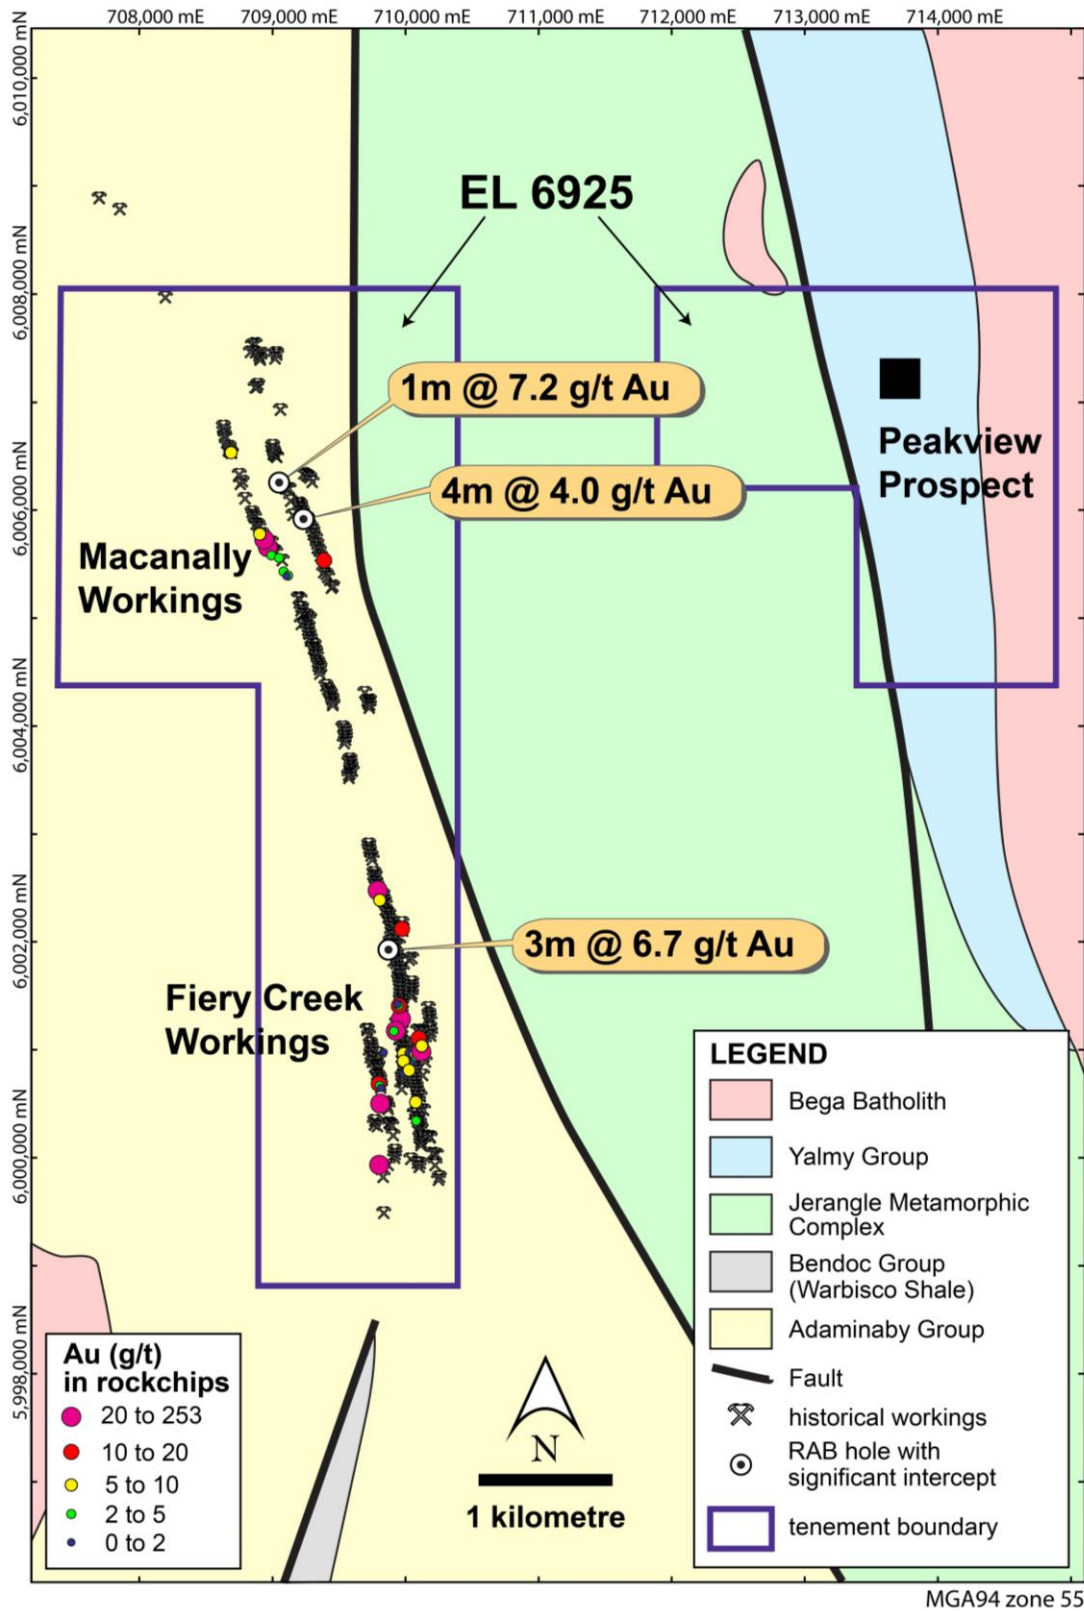 708,000 mE
709,000 mE
710,000 mE
711,000 mE
712,000 mE
713,000 mE
714,000 mE
6,010,000 mN
6,008,000 mN
6,006,000 mN
6,004,000 mN
6,002,000 mN
6,000,000 mN
5,998,000 mN
EL 6925
1m @ 7.2 g/t Au
4m @ 4.0 g/t Au
Peakview
Prospect
Macanally
Workings
3m @ 6.7 g/t Au
Fiery Creek
Workings
Au (g/t)
in rockchips
20 to 253
10 to 20
5 to 10
2 to 5
0 to 2
N
1 kilometre
LEGEND
Bega Batholith
Yalmy Group
Jerangle Metamorphic
Complex
Bendoc Group
(Warbisco Shale)
Adaminaby Group
Fault
historical workings
RAB hole with
significant intercept
tenement boundary
MGA94 zone 55